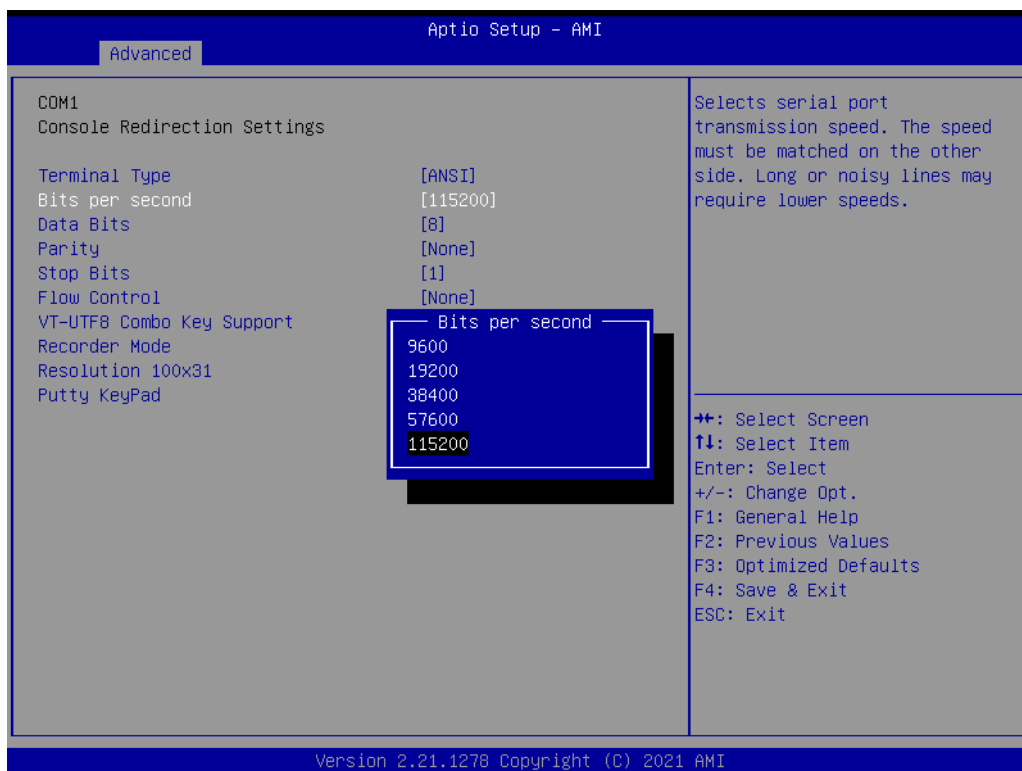 Aptio Setup – AMI
Advanced
COM1
Console Redirection Settings
Terminal Type [ANSI]
Bits per second [115200]
Data Bits [8]
Parity [None]
Stop Bits [1]
Flow Control [None]
VT-UTF8 Combo Key Support
Recorder Mode
Resolution 100x31
Putty KeyPad
Bits per second
9600
19200
38400
57600
115200
Selects serial port
transmission speed. The speed
must be matched on the other
side. Long or noisy lines may
require lower speeds.
→←: Select Screen
↑↓: Select Item
Enter: Select
+/-: Change Opt.
F1: General Help
F2: Previous Values
F3: Optimized Defaults
F4: Save & Exit
ESC: Exit
Version 2.21.1278 Copyright (C) 2021 AMI